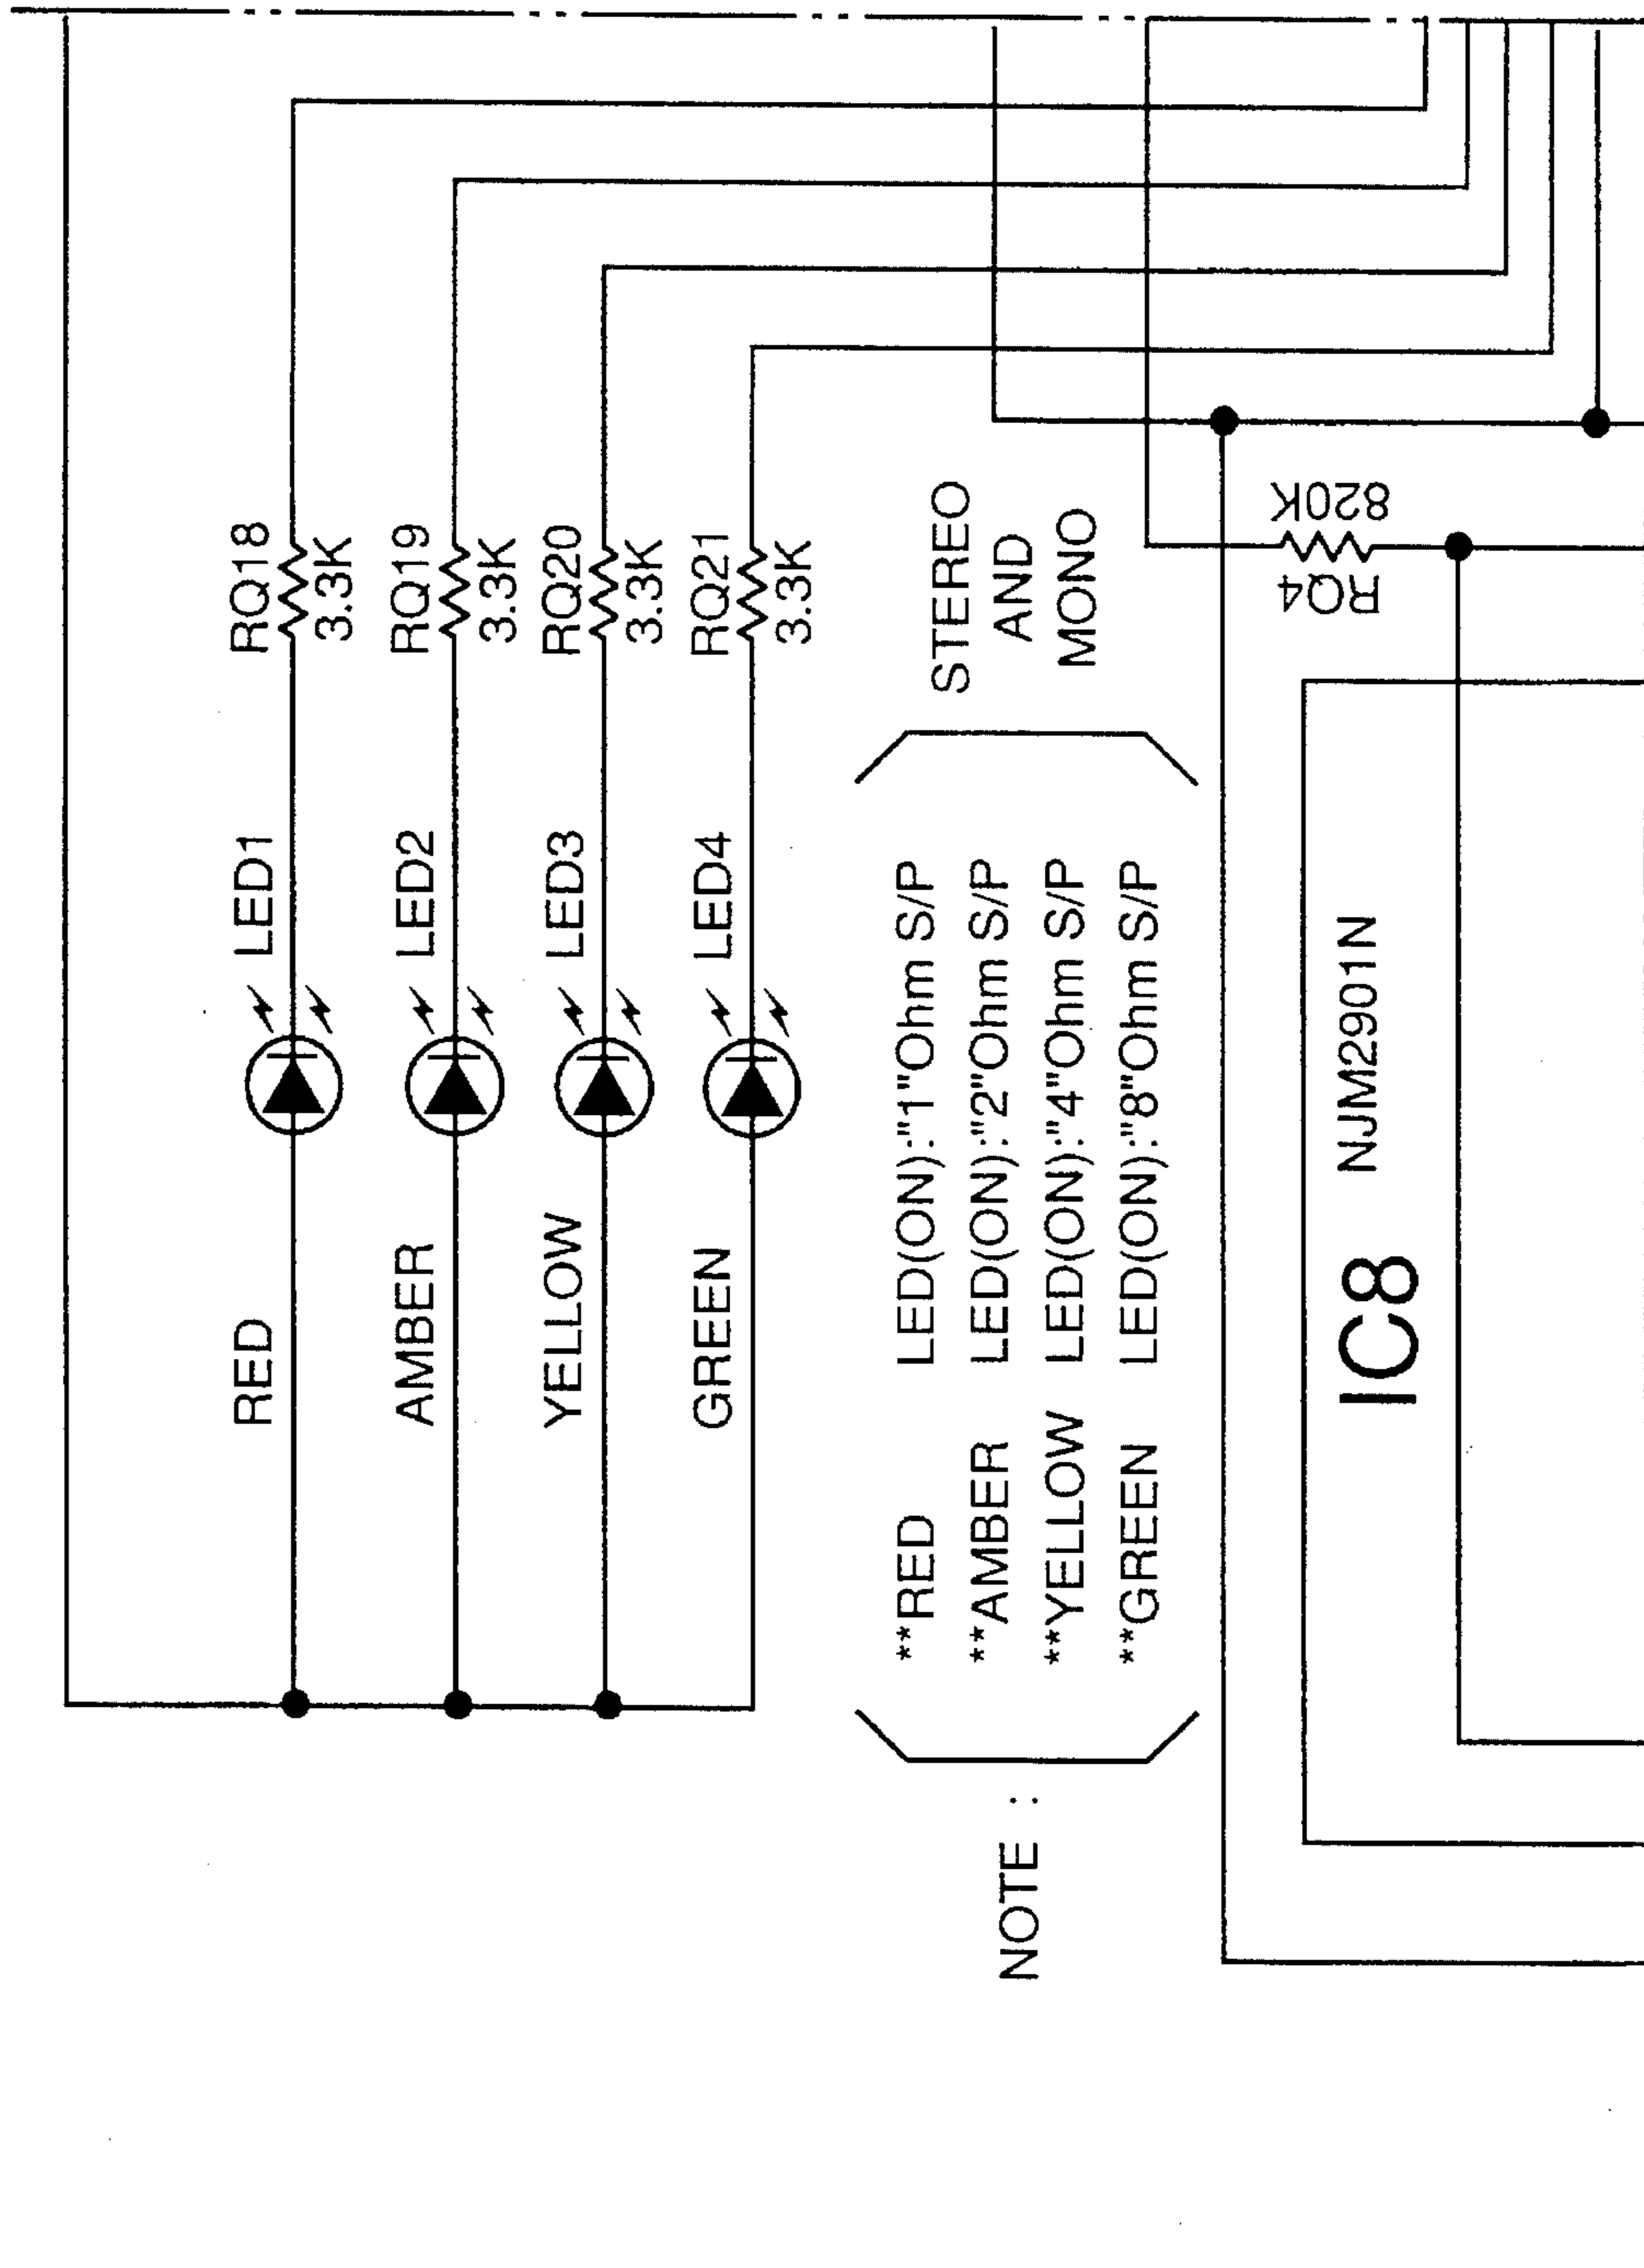 RED LED1 RQ18
3.3K
AMBER LED2 RQ19
3.3K
YELLOW LED3 RQ20
3.3K
GREEN LED4 RQ21
3.3K
NOTE :
**RED LED(ON):"1"Ohm S/P
**AMBER LED(ON):"2"Ohm S/P
**YELLOW LED(ON):"4"Ohm S/P
**GREEN LED(ON):"8"Ohm S/P
STEREO
AND
MONO
RQ4
820K
IC8 NJM2901N